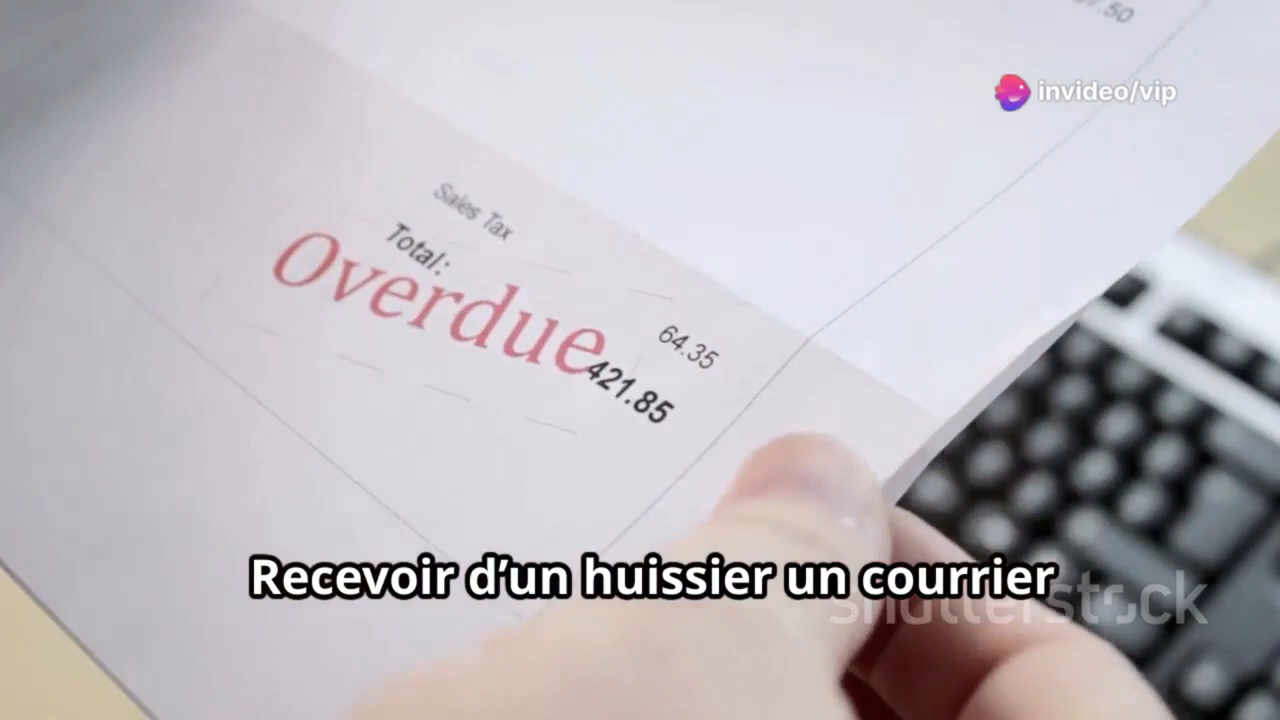 invideo/vip
Sales Tax
Total:
Overdue
64.35
421.85
Recevoir d’un huissier un courrier
shutterstock